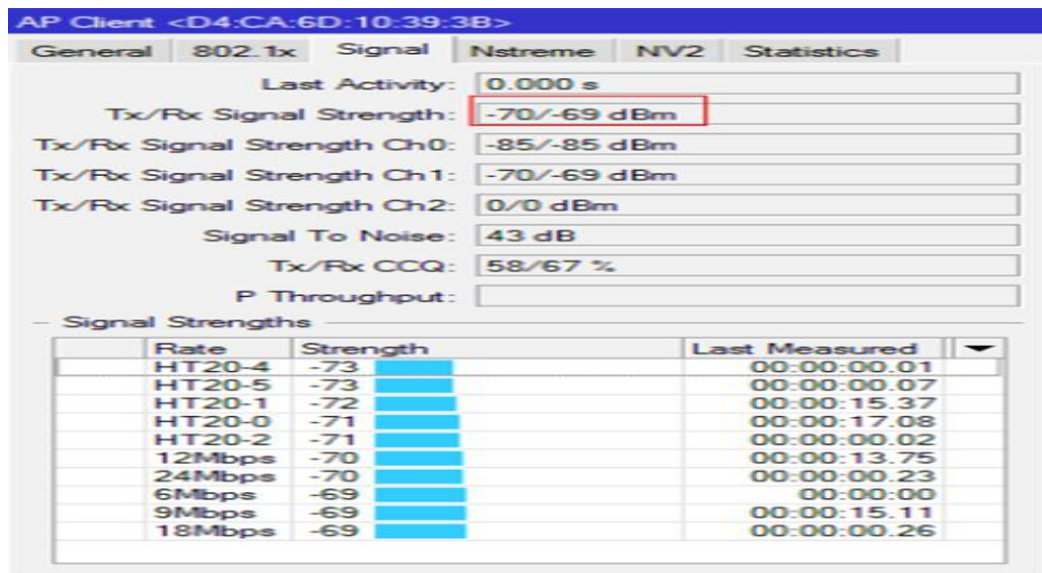 AP Client <D4:CA:6D:10:39:3B>
General 802.1x Signal Nstreme NV2 Statistics
Last Activity: 0.000 s
Tx/Rx Signal Strength: -70/-69 dBm
Tx/Rx Signal Strength Ch0: -85/-85 dBm
Tx/Rx Signal Strength Ch1: -70/-69 dBm
Tx/Rx Signal Strength Ch2: 0/0 dBm
Signal To Noise: 43 dB
Tx/Rx CCQ: 58/67 %
P Throughput:
Signal Strengths
Rate Strength Last Measured
HT20-4 -73 00:00:00.01
HT20-5 -73 00:00:00.07
HT20-1 -72 00:00:15.37
HT20-0 -71 00:00:17.08
HT20-2 -71 00:00:00.02
12Mbps -70 00:00:13.75
24Mbps -70 00:00:00.23
6Mbps -69 00:00:00
9Mbps -69 00:00:15.11
18Mbps -69 00:00:00.26